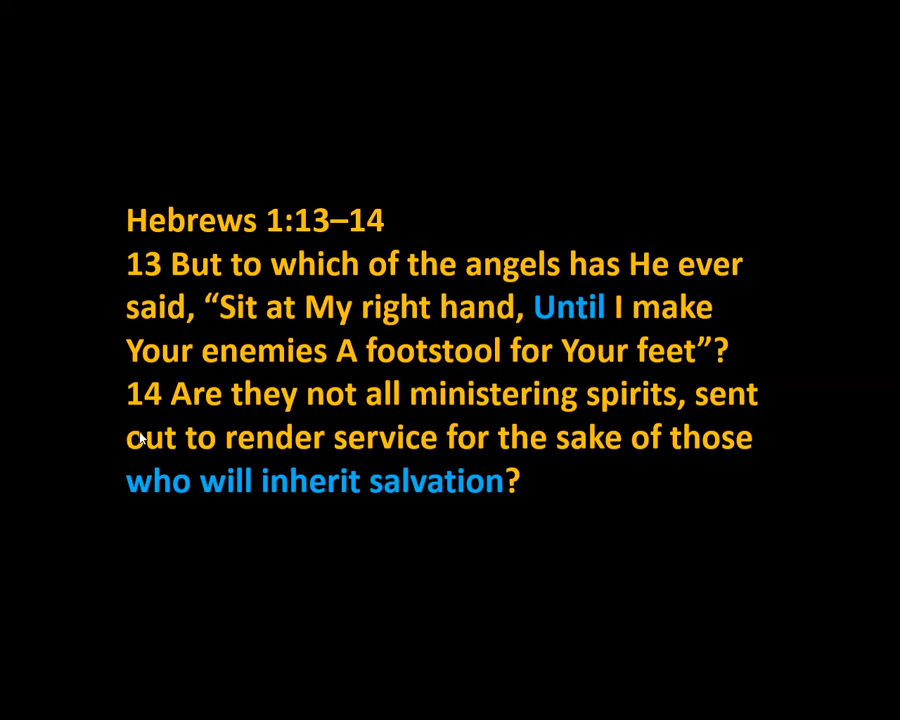 Hebrews 1:13–14
13 But to which of the angels has He ever
said, “Sit at My right hand, Until I make
Your enemies A footstool for Your feet”?
14 Are they not all ministering spirits, sent
out to render service for the sake of those
who will inherit salvation?